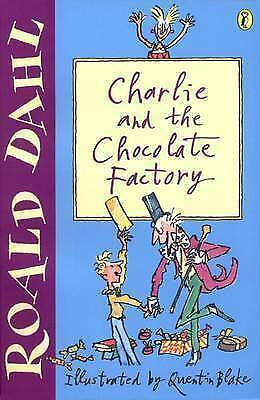 ROALD DAHL
Charlie
and the
Chocolate
Factory
Illustrated by Quentin Blake